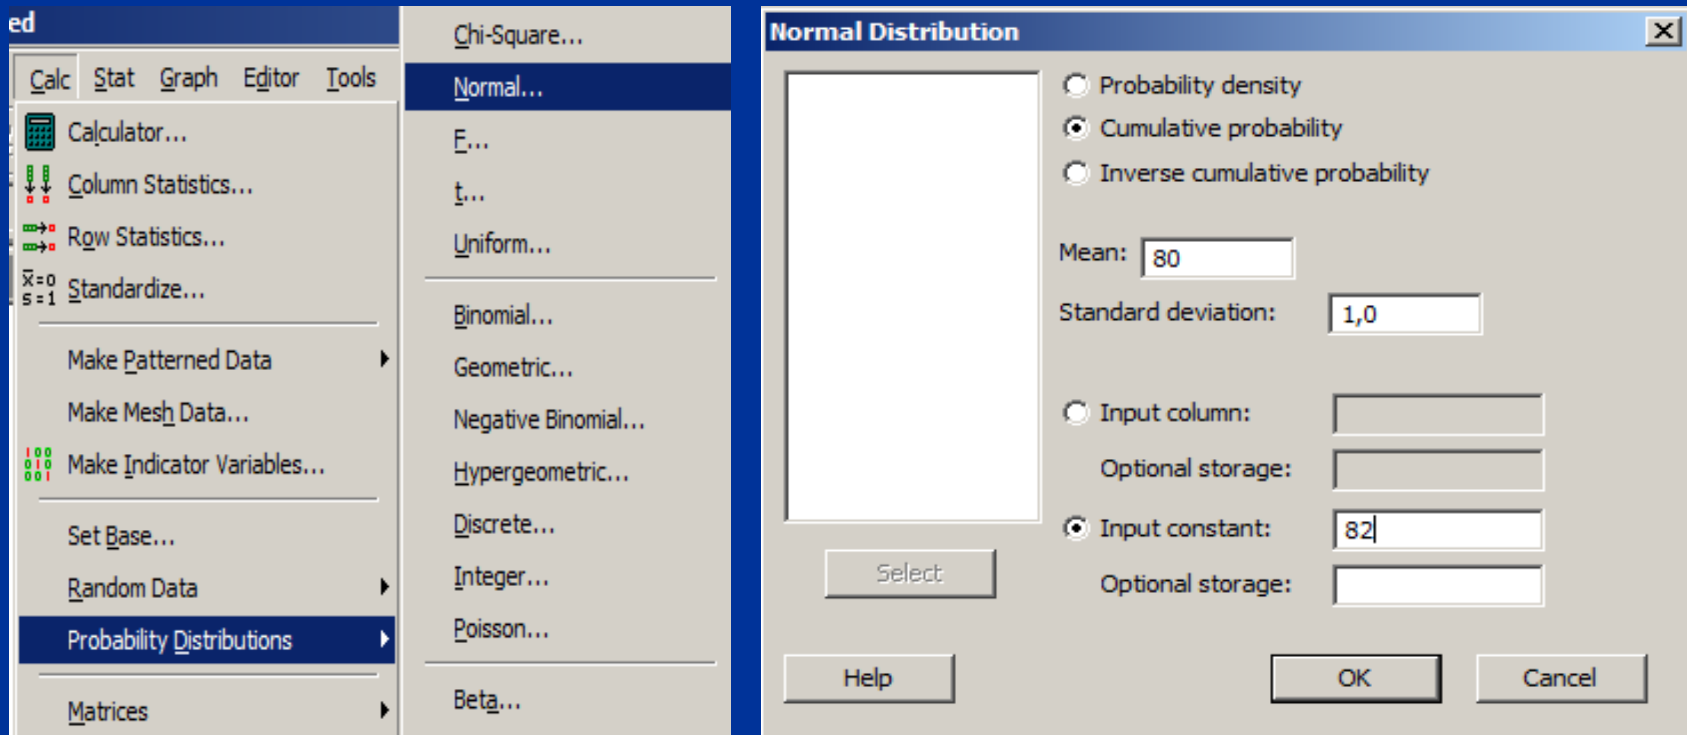 ed
Calc Stat Graph Editor Tools
Calculator...
Column Statistics...
Row Statistics...
x̄=0
s=1 Standardize...
Make Patterned Data
Make Mesh Data...
Make Indicator Variables...
Set Base...
Random Data
Probability Distributions
Matrices
Chi-Square...
Normal...
F...
t...
Uniform...
Binomial...
Geometric...
Negative Binomial...
Hypergeometric...
Discrete...
Integer...
Poisson...
Beta...
Normal Distribution
Probability density
Cumulative probability
Inverse cumulative probability
Mean: 80
Standard deviation: 1,0
Input column:
Optional storage:
Input constant: 82
Optional storage:
Select
Help OK Cancel